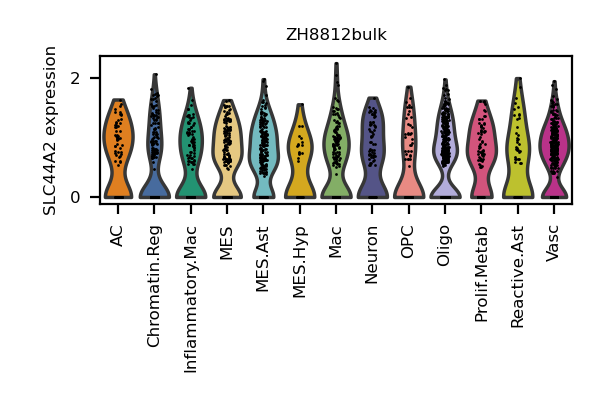 ZH8812bulk
SLC44A2 expression
2
0
AC
Chromatin.Reg
Inflammatory.Mac
MES
MES.Ast
MES.Hyp
Mac
Neuron
OPC
Oligo
Prolif.Metab
Reactive.Ast
Vasc